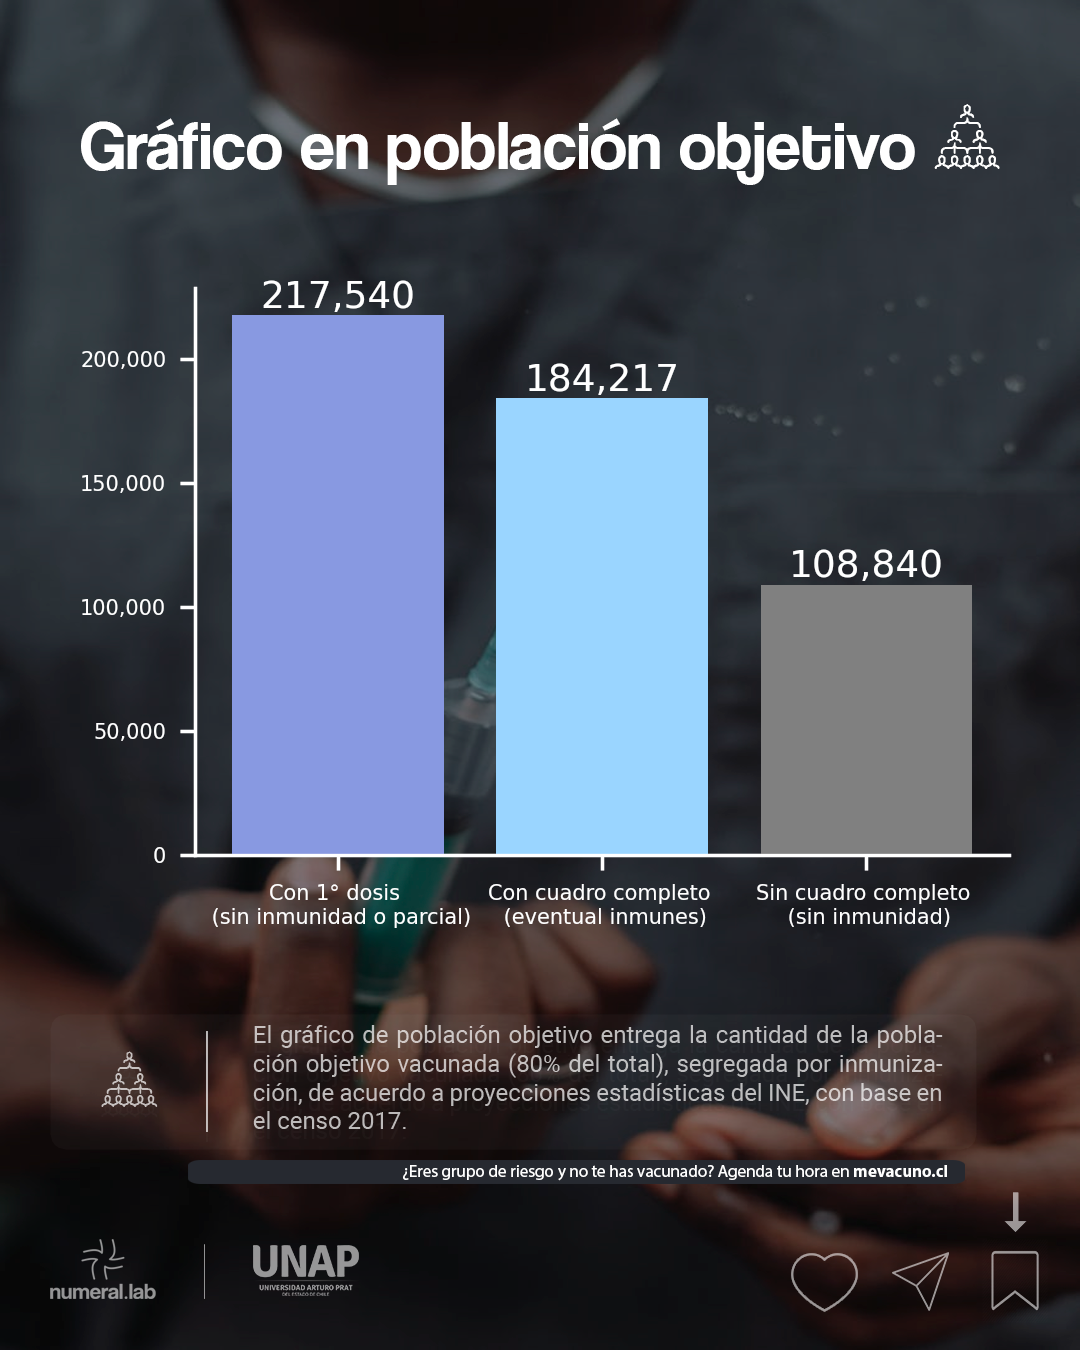 Gráfico en población objetivo
217,540
184,217
108,840
200,000
150,000
100,000
50,000
0
Con 1° dosis
(sin inmunidad o parcial)
Con cuadro completo
(eventual inmunes)
Sin cuadro completo
(sin inmunidad)
El gráfico de población objetivo entrega la cantidad de la pobla-
ción objetivo vacunada (80% del total), segregada por inmuniza-
ción, de acuerdo a proyecciones estadísticas del INE, con base en
el censo 2017.
¿Eres grupo de riesgo y no te has vacunado? Agenda tu hora en mevacuno.cl
numeral.lab
UNAP
UNIVERSIDAD ARTURO PRAT
DEL ESTADO DE CHILE